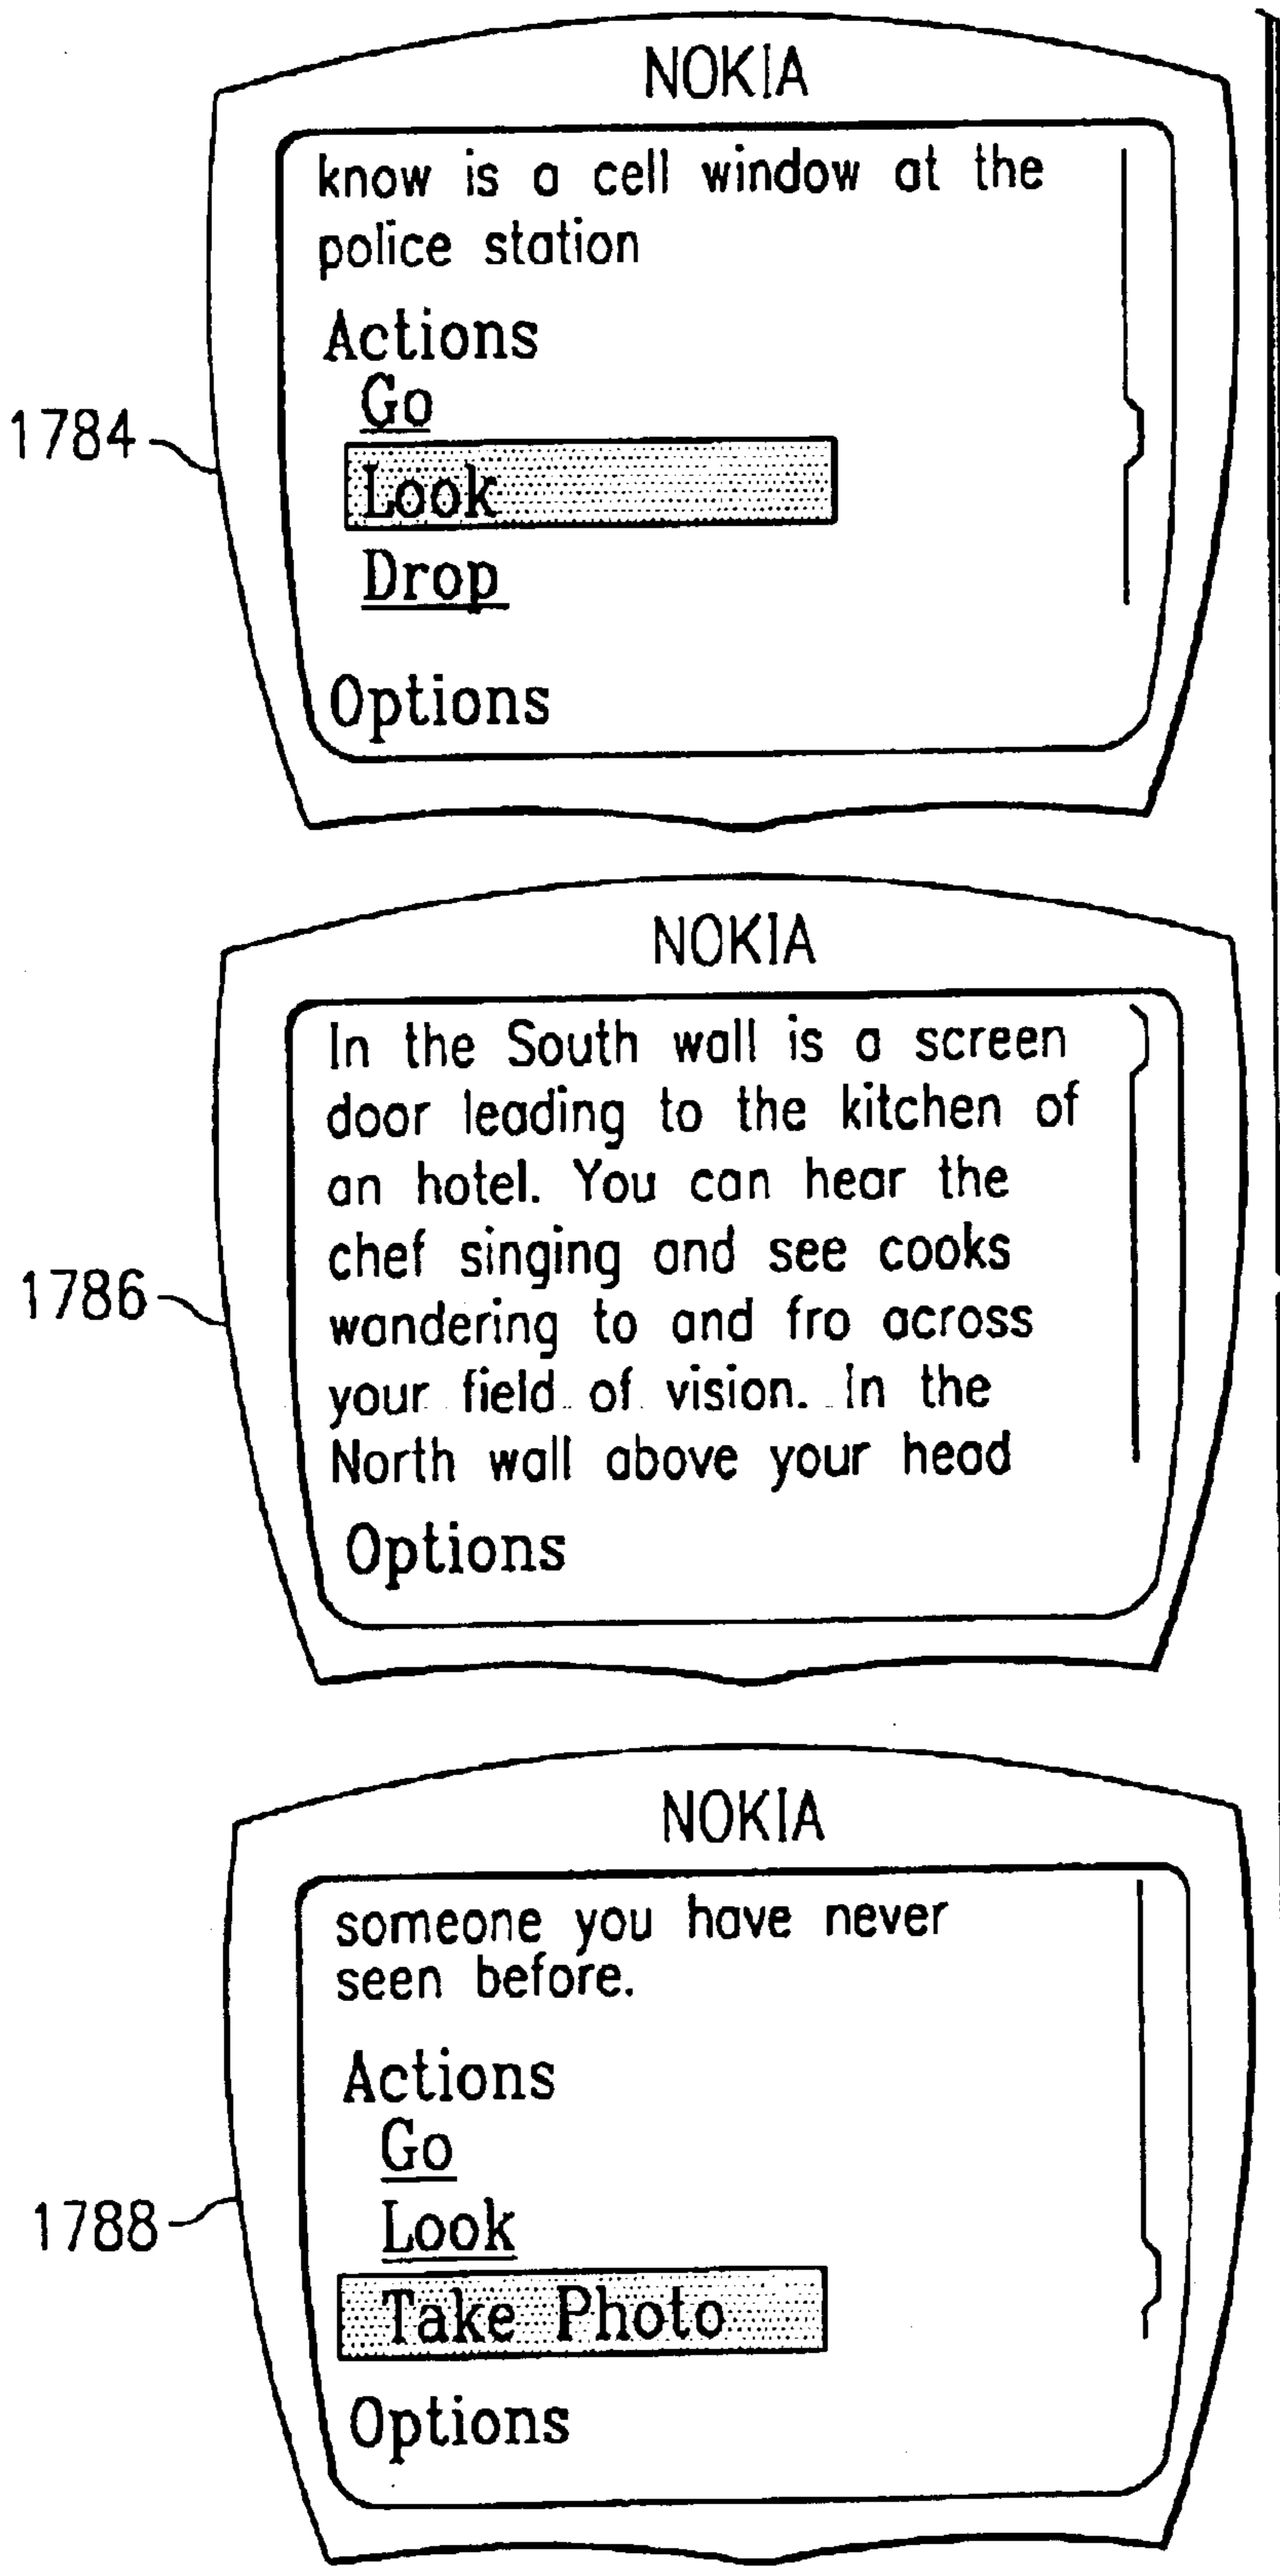 NOKIA
know is a cell window at the
police station
Actions
Go
1784
Look
Drop
Options
NOKIA
In the South wall is a screen
door leading to the kitchen of
an hotel. You can hear the
chef singing and see cooks
1786
wandering to and fro across
your field of vision. In the
North wall above your head
Options
NOKIA
someone you have never
seen before.
Actions
Go
1788
Look
Take Photo
Options